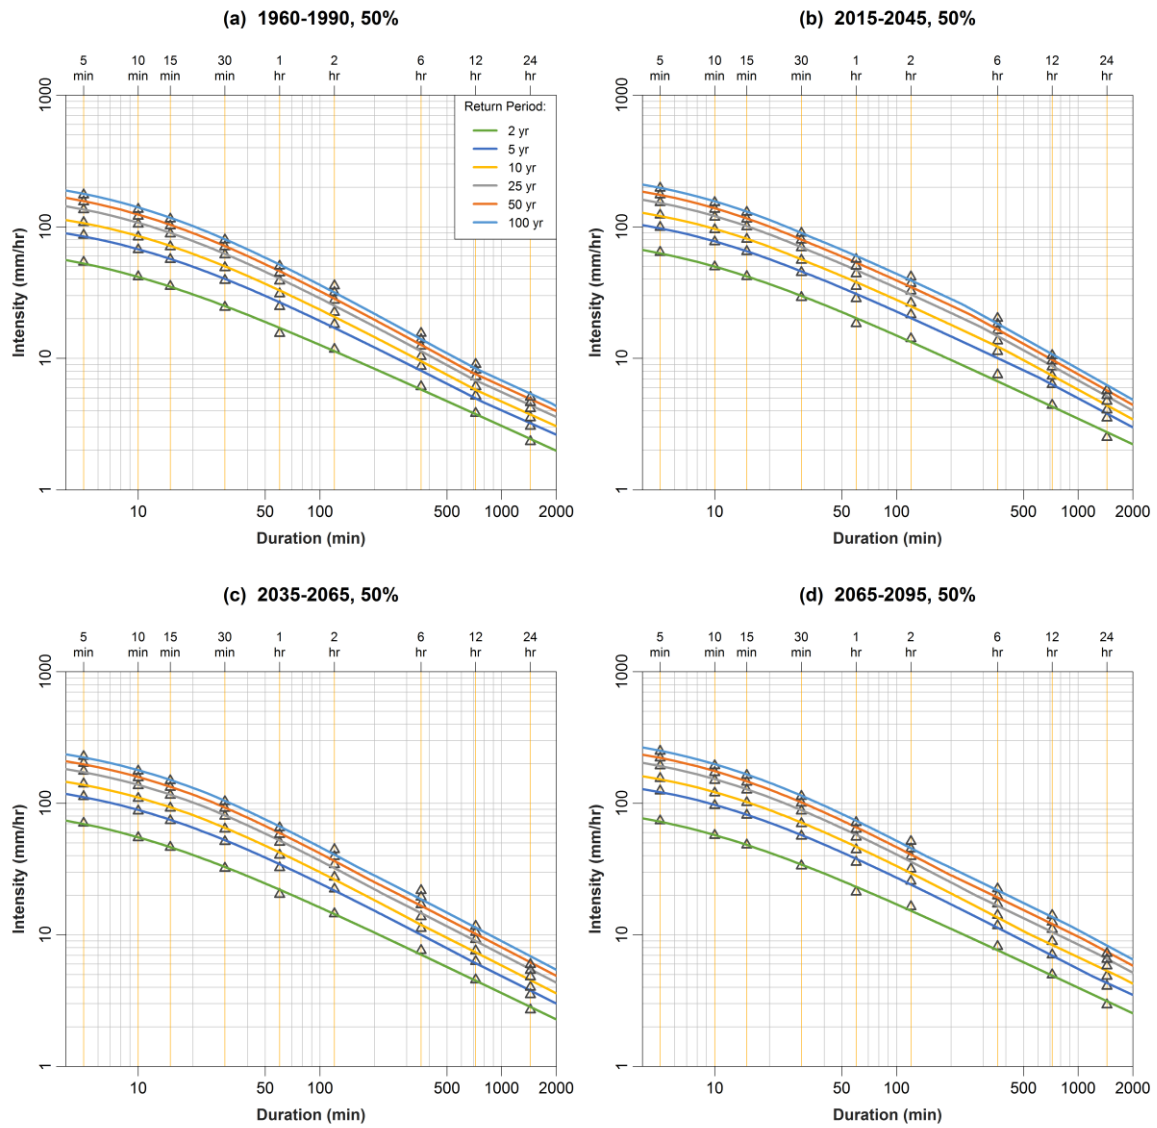 (a) 1960-1990, 50%
5 10 15 30 1 2 6 12 24
min min min min hr hr hr hr hr
1000
100
10
1
Intensity (mm/hr)
Return Period:
2 yr
5 yr
10 yr
25 yr
50 yr
100 yr
10 50 100 500 1000 2000
Duration (min)
(b) 2015-2045, 50%
5 10 15 30 1 2 6 12 24
min min min min hr hr hr hr hr
1000
100
10
1
Intensity (mm/hr)
10 50 100 500 1000 2000
Duration (min)
(c) 2035-2065, 50%
5 10 15 30 1 2 6 12 24
min min min min hr hr hr hr hr
1000
100
10
1
Intensity (mm/hr)
10 50 100 500 1000 2000
Duration (min)
(d) 2065-2095, 50%
5 10 15 30 1 2 6 12 24
min min min min hr hr hr hr hr
1000
100
10
1
Intensity (mm/hr)
10 50 100 500 1000 2000
Duration (min)